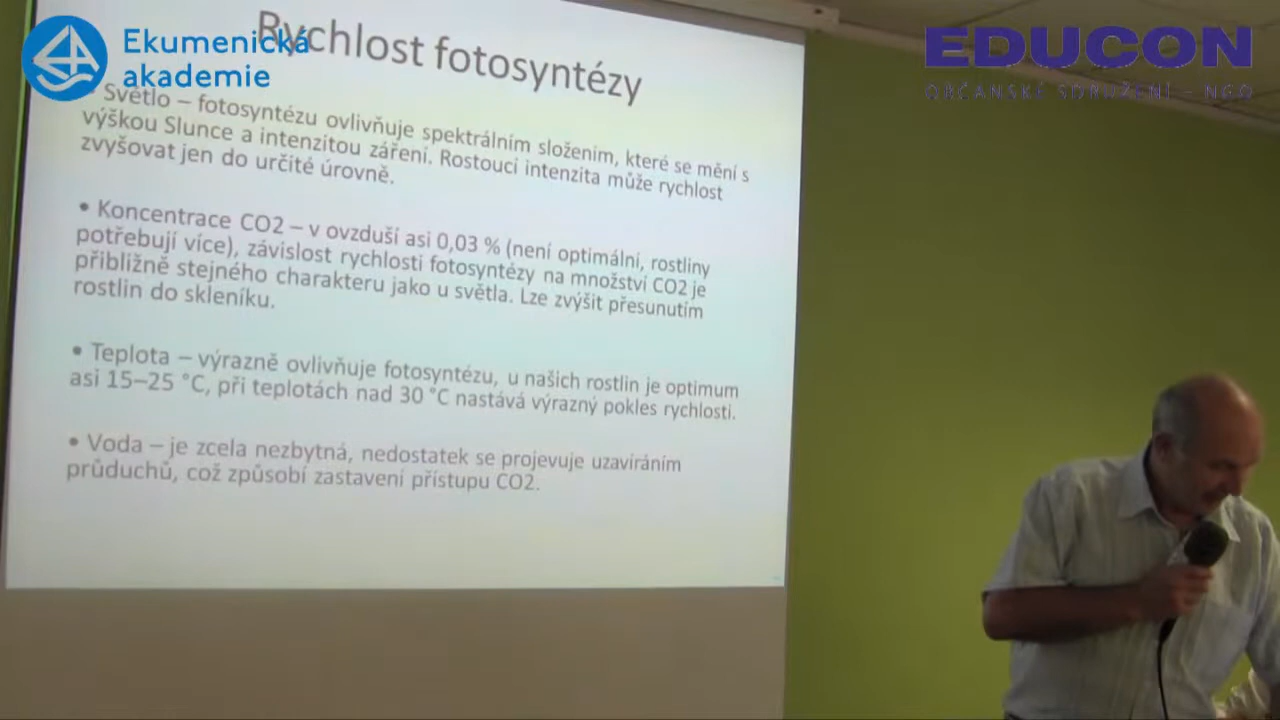 Ekumenická
akademie
EDUCON
OBČANSKÉ SDRUŽENÍ - NGO
Rychlost fotosyntézy
Světlo – fotosyntézu ovlivňuje spektrálním složením, které se mění s
výškou Slunce a intenzitou záření. Rostoucí intenzita může rychlost
zvyšovat jen do určité úrovně.
• Koncentrace CO2 – v ovzduší asi 0,03 % (není optimální, rostliny
potřebují více), závislost rychlosti fotosyntézy na množství CO2 je
přibližně stejného charakteru jako u světla. Lze zvýšit přesunutím
rostlin do skleníku.
• Teplota – výrazně ovlivňuje fotosyntézu, u našich rostlin je optimum
asi 15–25 °C, při teplotách nad 30 °C nastává výrazný pokles rychlosti.
• Voda – je zcela nezbytná, nedostatek se projevuje uzavíráním
průduchů, což způsobí zastavení přístupu CO2.